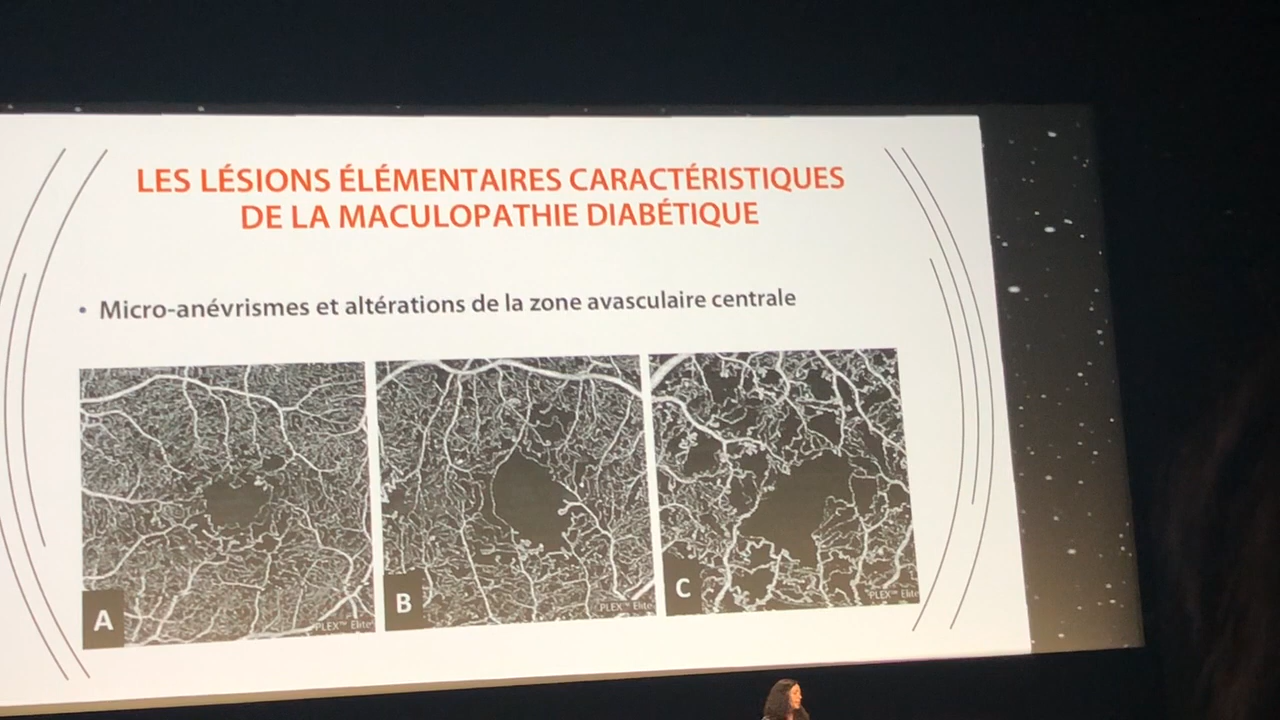 LES LÉSIONS ÉLÉMENTAIRES CARACTÉRISTIQUES
DE LA MACULOPATHIE DIABÉTIQUE
• Micro-anévrismes et altérations de la zone avasculaire centrale
A
PLEX™ Elite
B
PLEX™ Elite
C
PLEX™ Elite